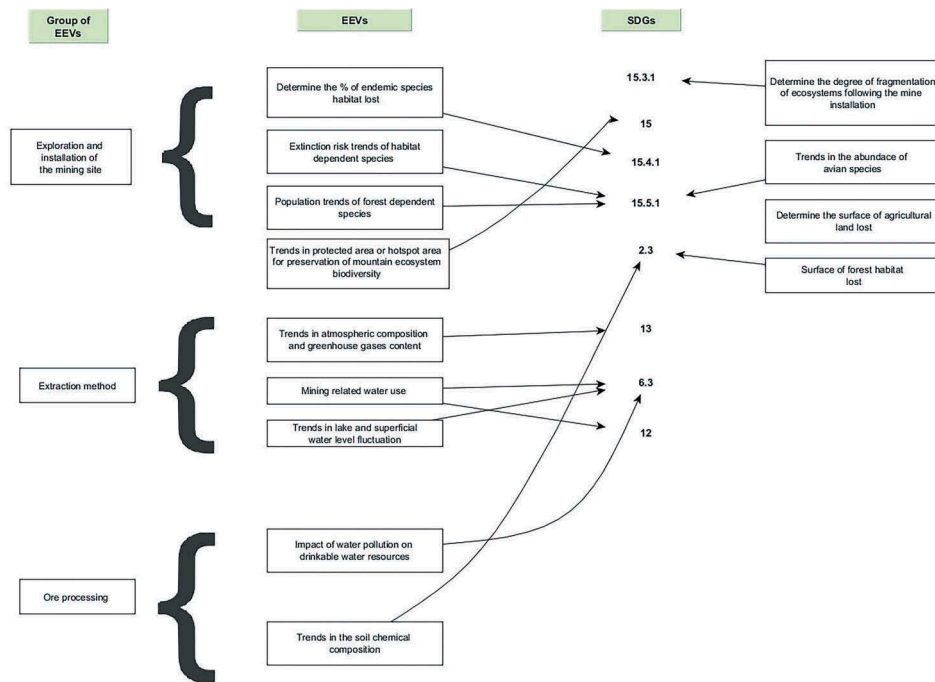 Group of
EEVs
EEVs
SDGs
Exploration and
installation of
the mining site
Determine the % of endemic species
habitat lost
Extinction risk trends of habitat
dependent species
Population trends of forest dependent
species
Trends in protected area or hotspot area
for preservation of mountain ecosystem
biodiversity
Extraction method
Trends in atmospheric composition
and greenhouse gases content
Mining related water use
Trends in lake and superficial
water level fluctuation
Ore processing
Impact of water pollution on
drinkable water resources
Trends in the soil chemical
composition
15.3.1
15
15.4.1
15.5.1
2.3
13
6.3
12
Determine the degree of fragmentation
of ecosystems following the mine
installation
Trends in the abundace of
avian species
Determine the surface of agricultural
land lost
Surface of forest habitat
lost